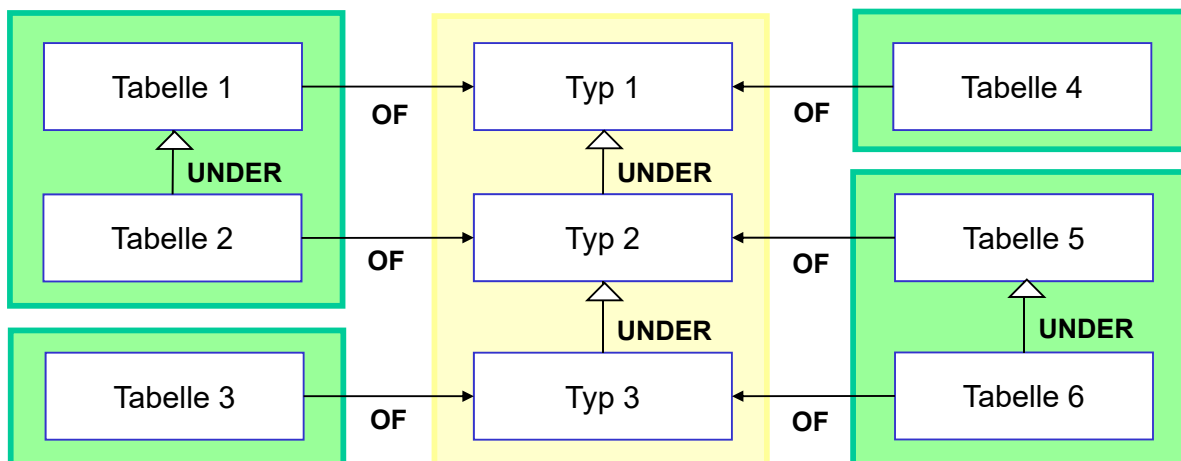 Tabelle 1
Typ 1
Tabelle 4
OF
OF
UNDER
UNDER
Tabelle 2
Typ 2
Tabelle 5
OF
OF
UNDER
UNDER
Tabelle 3
Typ 3
Tabelle 6
OF
OF